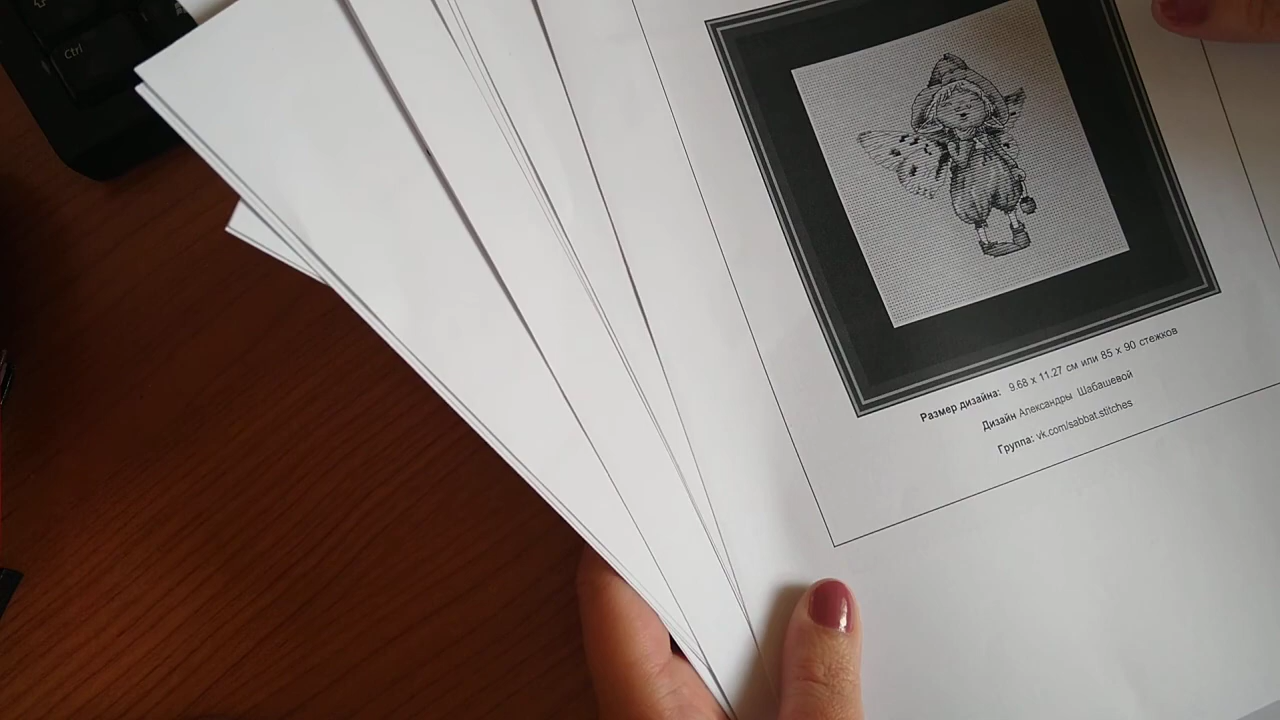 Ctrl
Размер дизайна: 9.68 x 11.27 см или 85 x 90 стежков
Дизайн Александры Шабашевой
Группа: vk.com/sabbat.stitches